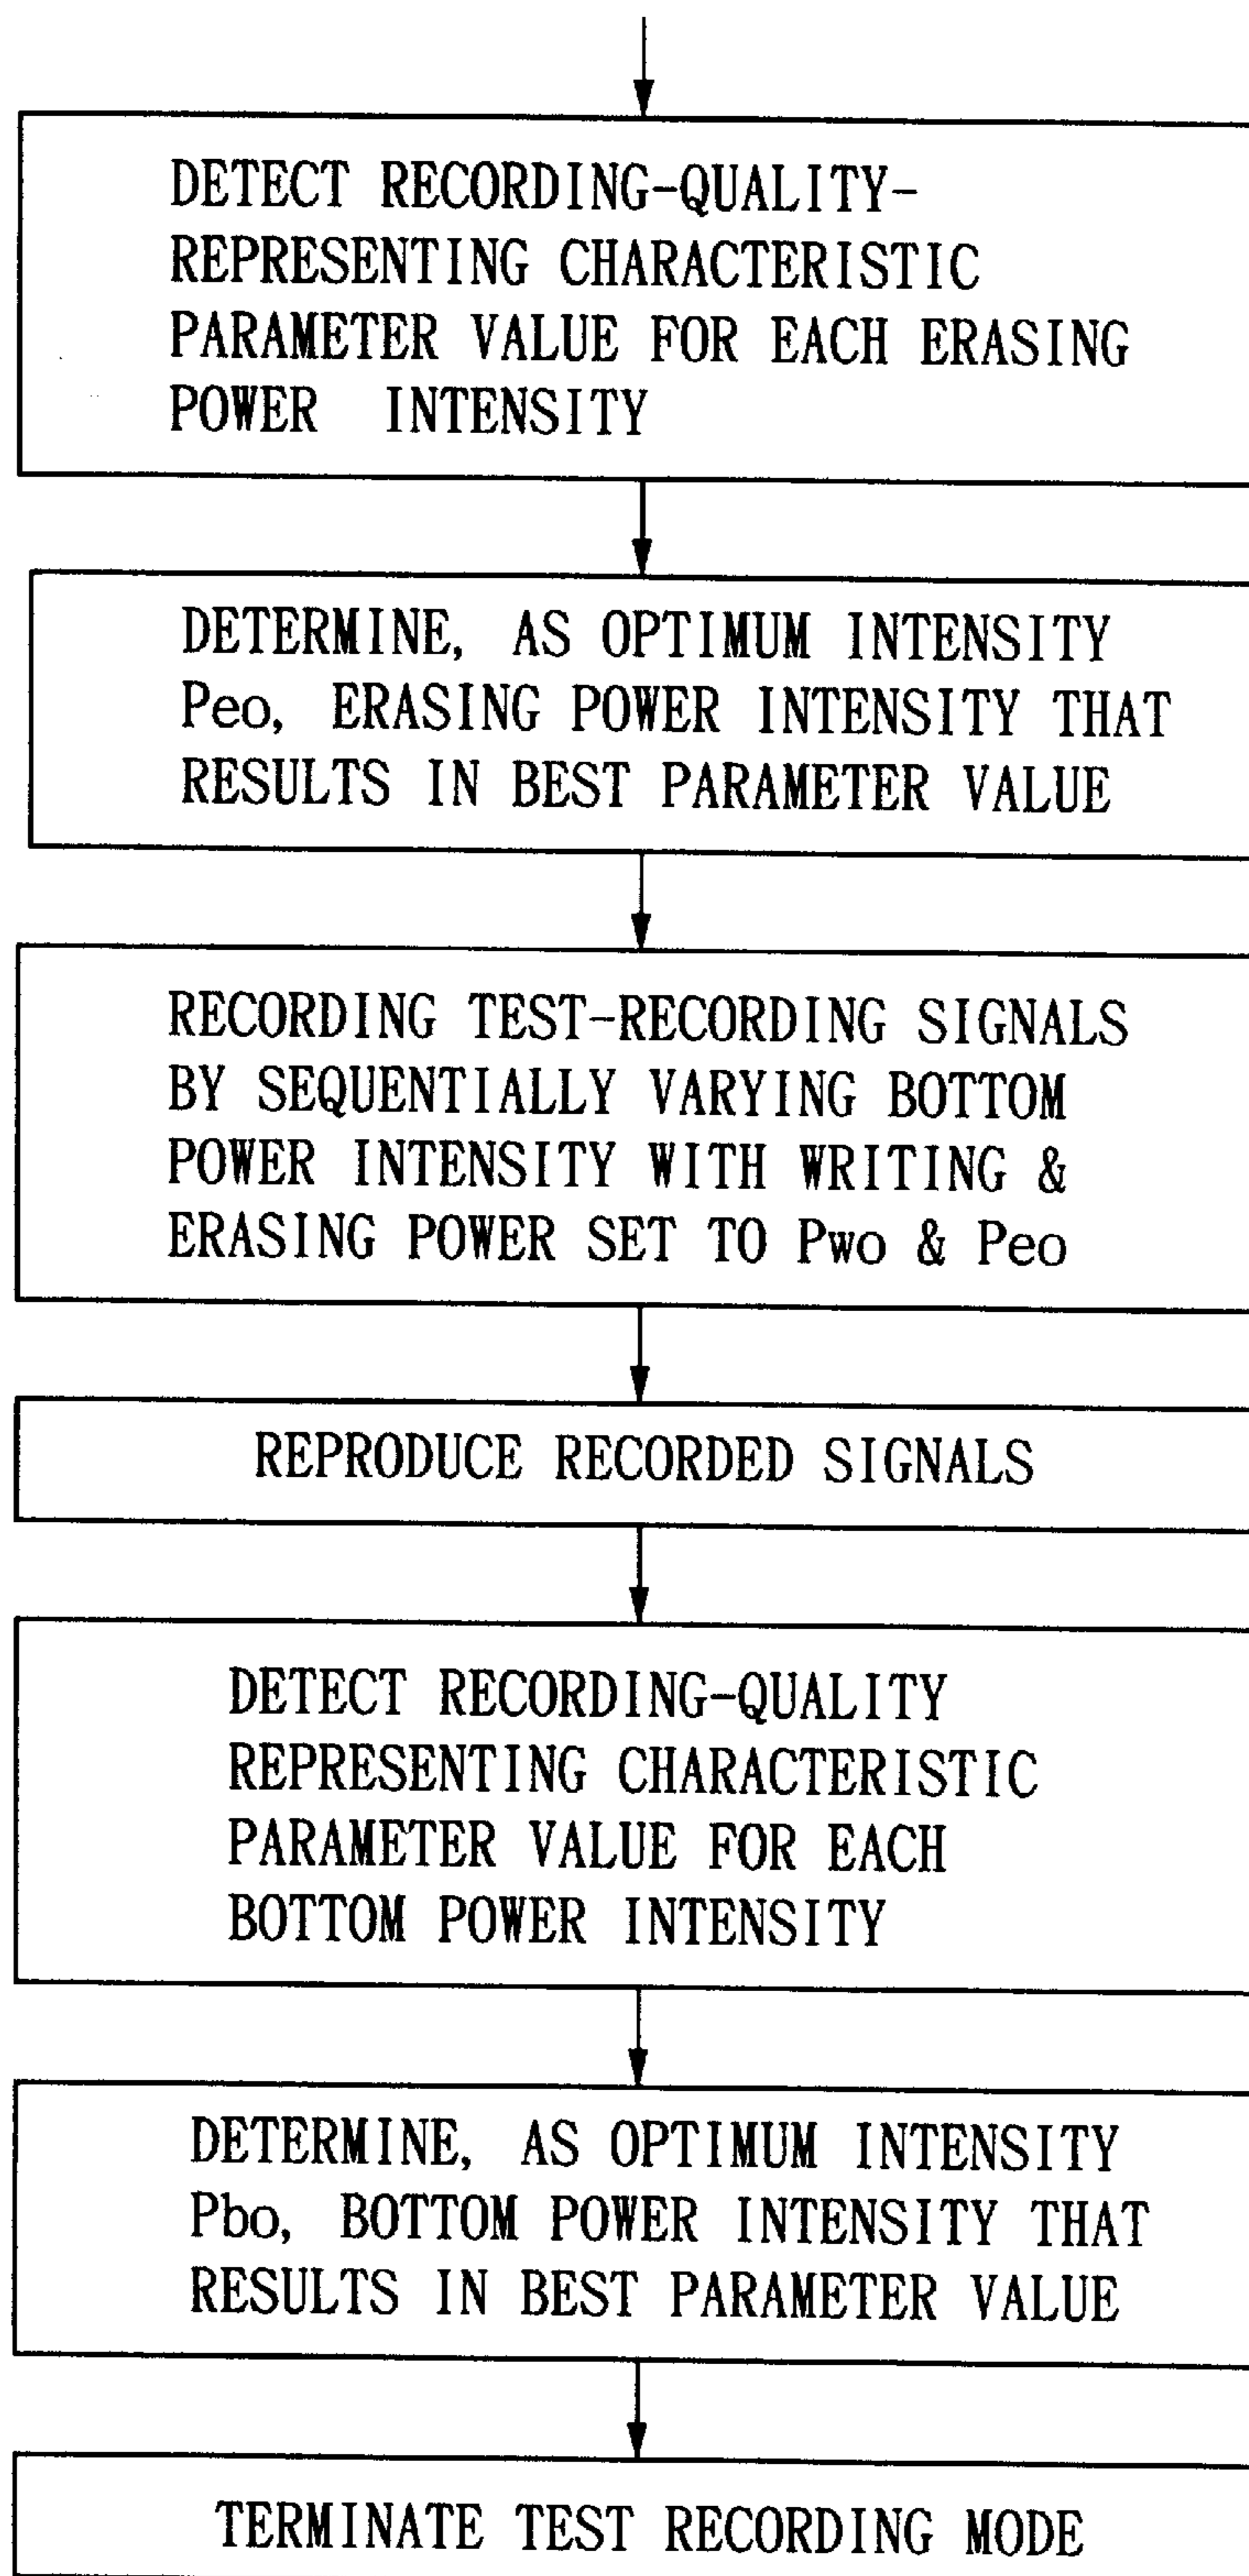 DETECT RECORDING-QUALITY-
REPRESENTING CHARACTERISTIC
PARAMETER VALUE FOR EACH ERASING
POWER INTENSITY
DETERMINE, AS OPTIMUM INTENSITY
Peo, ERASING POWER INTENSITY THAT
RESULTS IN BEST PARAMETER VALUE
RECORDING TEST-RECORDING SIGNALS
BY SEQUENTIALLY VARYING BOTTOM
POWER INTENSITY WITH WRITING &
ERASING POWER SET TO Pwo & Peo
REPRODUCE RECORDED SIGNALS
DETECT RECORDING-QUALITY
REPRESENTING CHARACTERISTIC
PARAMETER VALUE FOR EACH
BOTTOM POWER INTENSITY
DETERMINE, AS OPTIMUM INTENSITY
Pbo, BOTTOM POWER INTENSITY THAT
RESULTS IN BEST PARAMETER VALUE
TERMINATE TEST RECORDING MODE